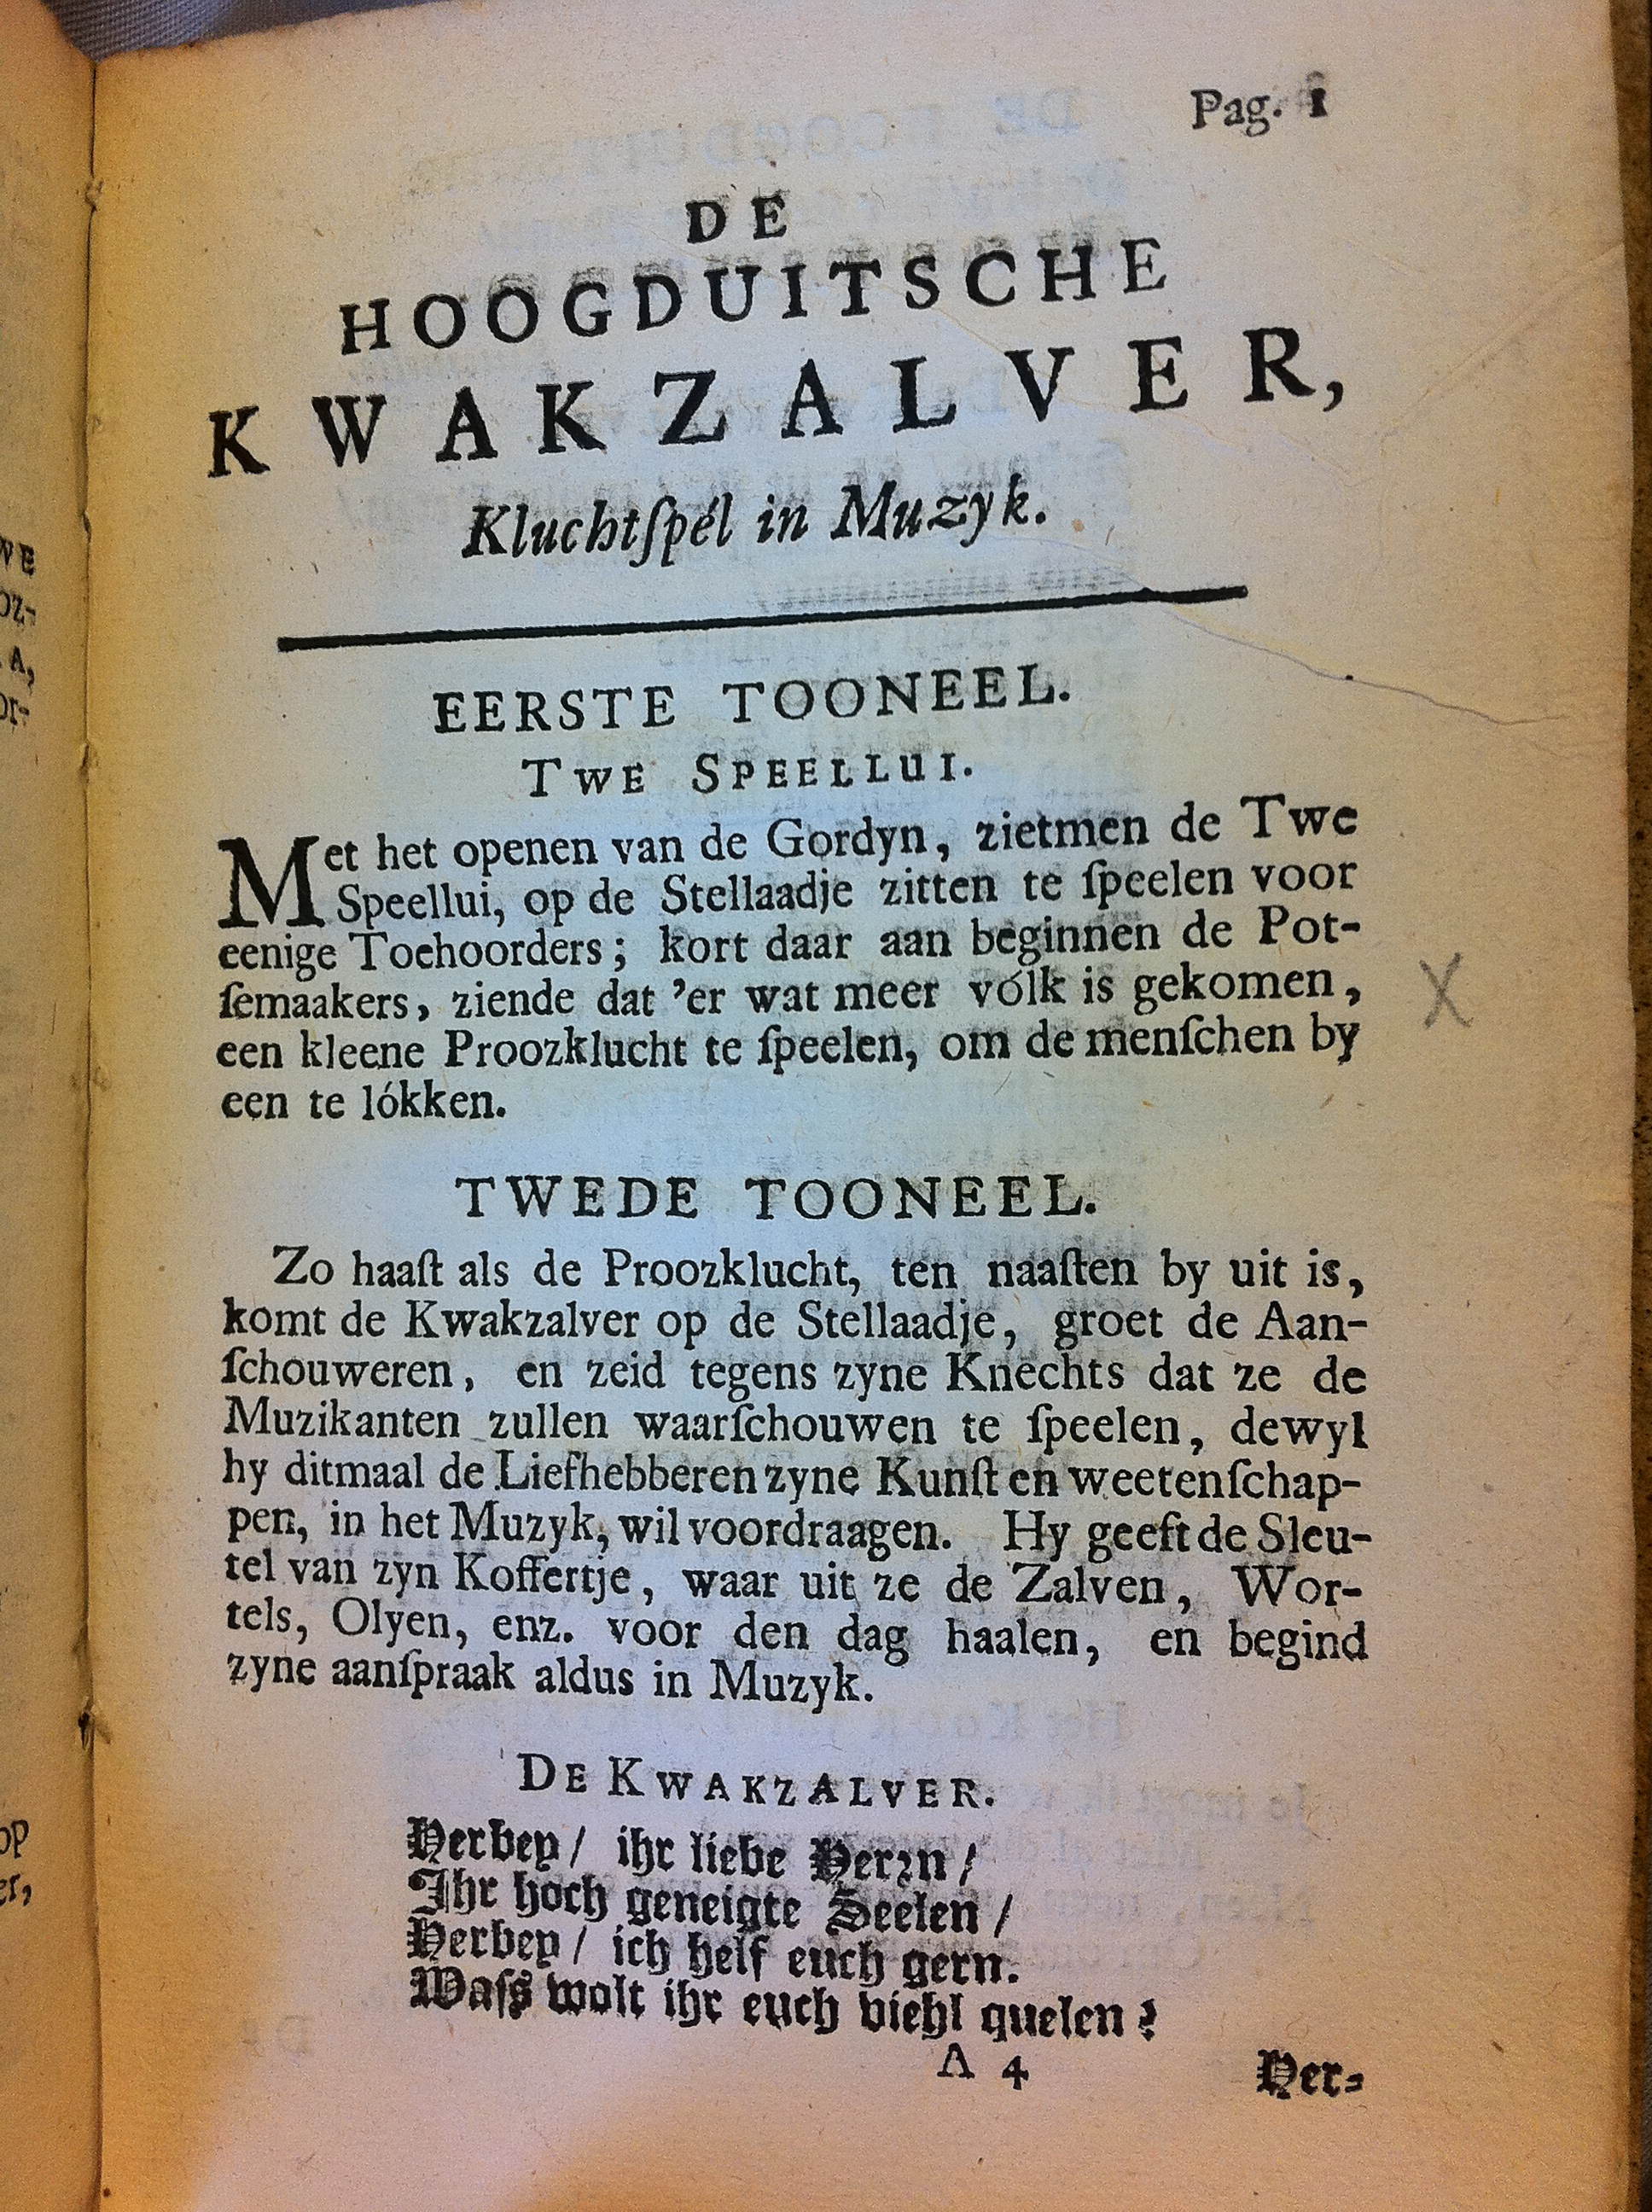 Pag. 1
DE
HOOGDUITSCHE
KWAKZALVER,
Kluchtſpél in Muzyk.
EERSTE TOONEEL.
TWE SPEELLUI.
Met het openen van de Gordyn, zietmen de Twe
Speellui, op de Stellaadje zitten te ſpeelen voor
eenige Toehoorders; kort daar aan beginnen de Pot-
ſemaakers, ziende dat 'er wat meer vólk is gekomen,
een kleene Proozklucht te ſpeelen, om de menſchen by
een te lókken.
X
TWEDE TOONEEL.
Zo haaſt als de Proozklucht, ten naaſten by uit is,
komt de Kwakzalver op de Stellaadje, groet de Aan-
ſchouweren, en zeid tegens zyne Knechts dat ze de
Muzikanten zullen waarſchouwen te ſpeelen, dewyl
hy ditmaal de Liefhebberen zyne Kunſt en weetenſchap-
pen, in het Muzyk, wil voordraagen. Hy geeft de Sleu-
tel van zyn Koffertje, waar uit ze de Zalven, Wor-
tels, Olyen, enz. voor den dag haalen, en begind
zyne aanſpraak aldus in Muzyk.
DE KWAKZALVER.
Herbey / ihr liebe Herꝛn /
Ihr hoch geneigte Seelen /
Herbey / ich helf euch gern.
Waſs wolt ihr euch viehl quelen?
A 4
Her-
WE
oz-
A,
or-
op
er,